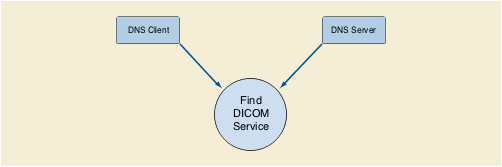 DNS Client
DNS Server
Find
DICOM
Service